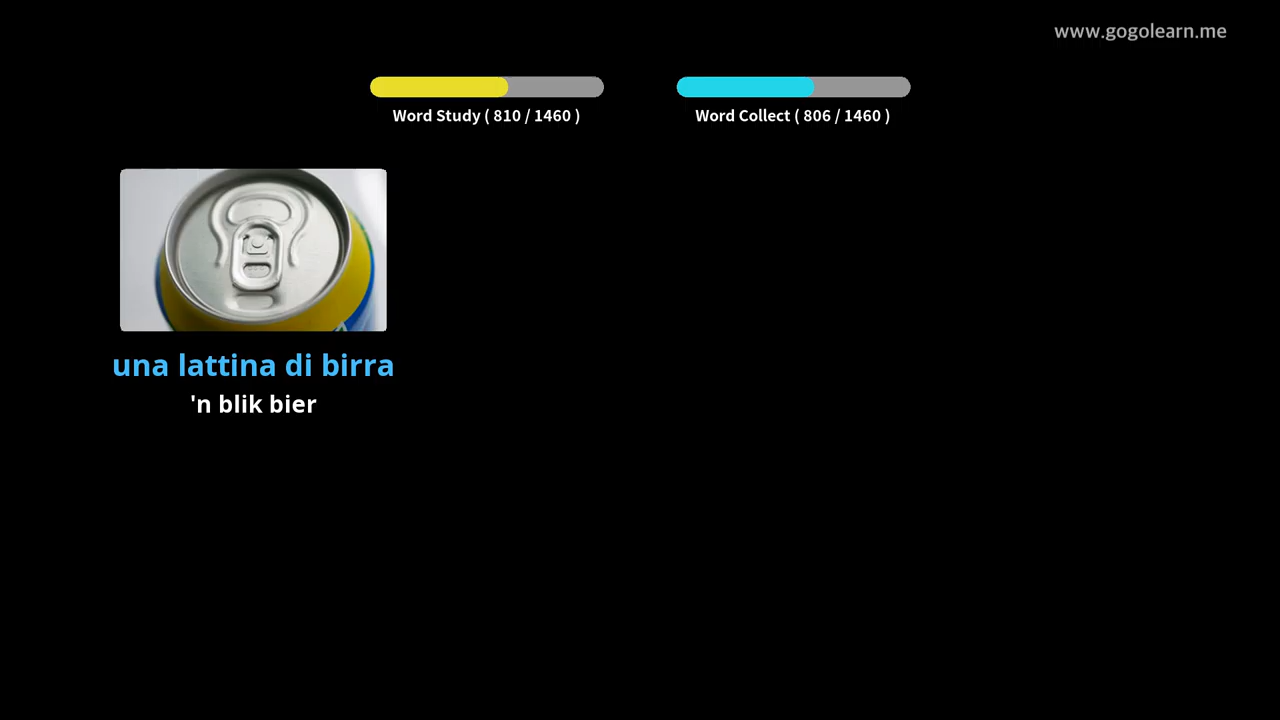 www.gogolearn.me
Word Study ( 810 / 1460 )
Word Collect ( 806 / 1460 )
una lattina di birra
'n blik bier